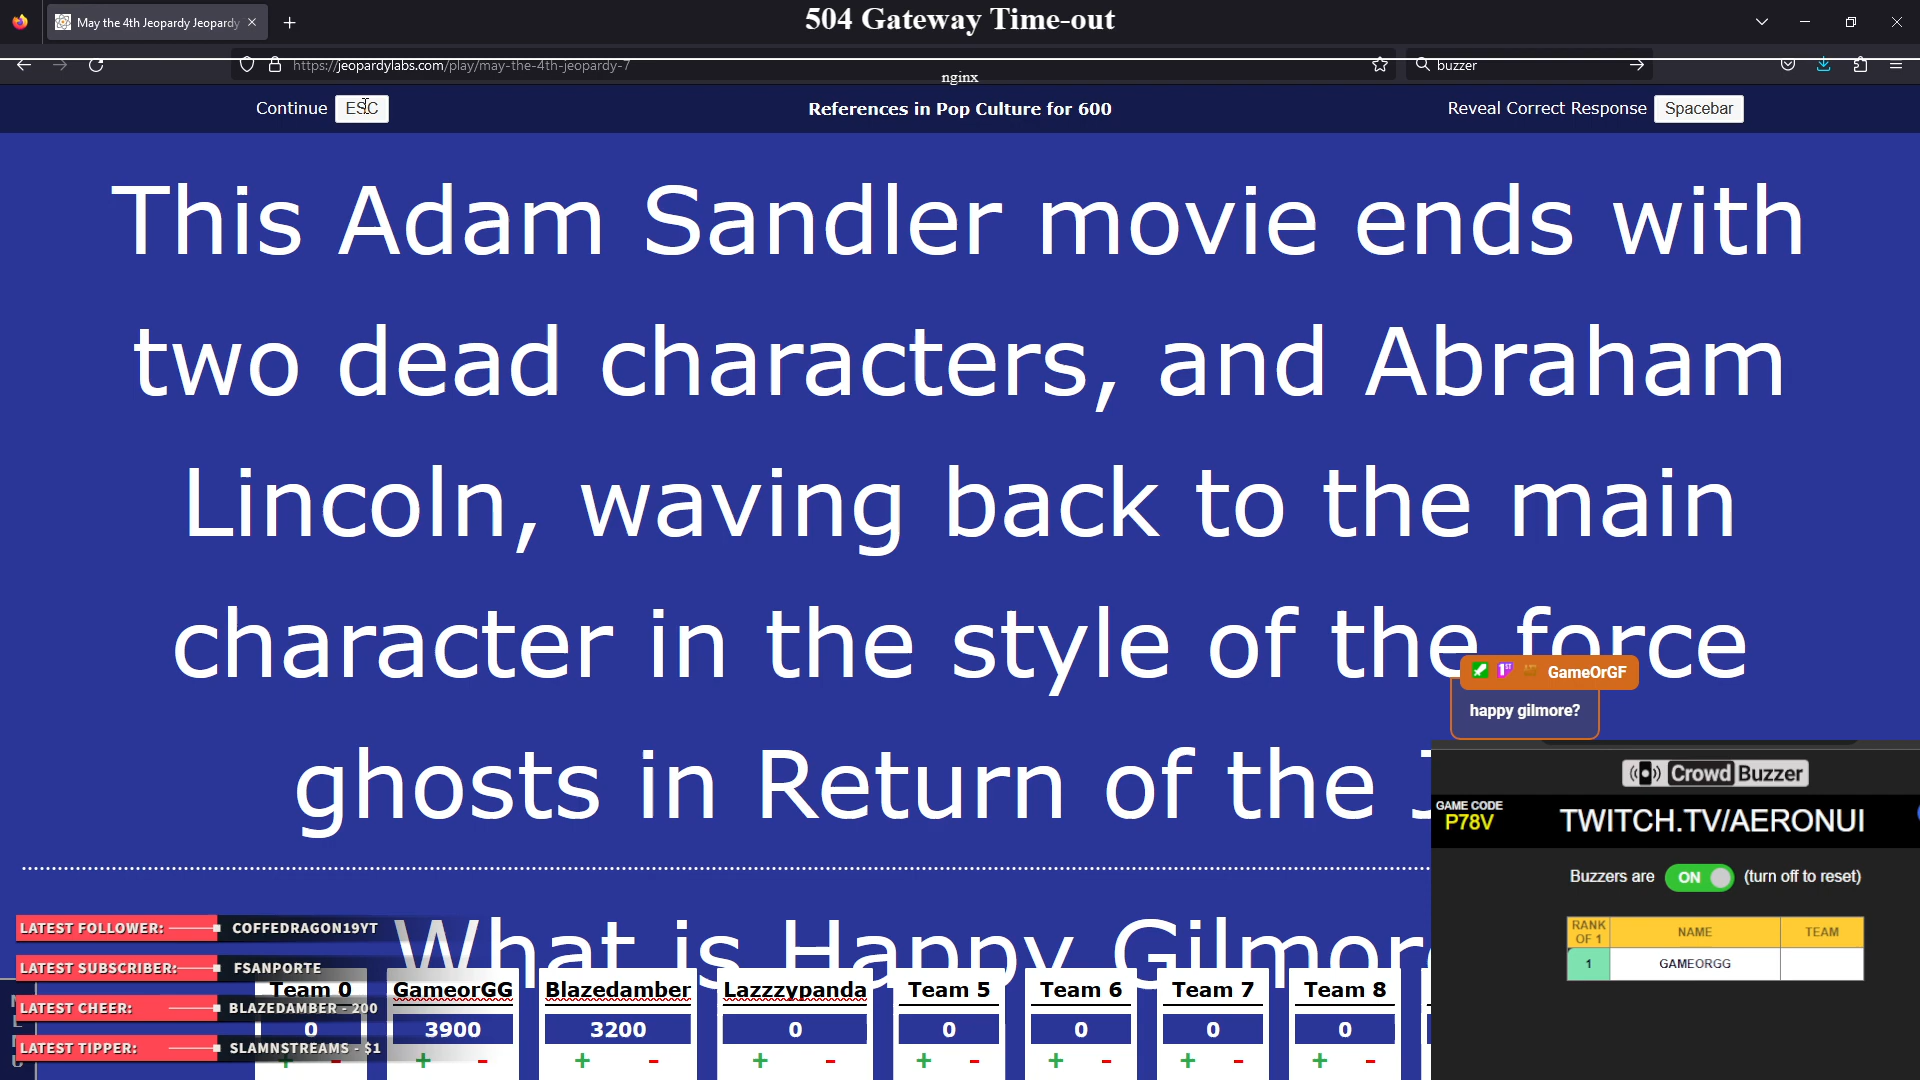 504 Gateway Time-out
May the 4th Jeopardy Jeopardy
https://jeopardylabs.com/play/may-the-4th-jeopardy-7
buzzer
nginx
Continue ESC
References in Pop Culture for 600
Reveal Correct Response Spacebar
This Adam Sandler movie ends with
two dead characters, and Abraham
Lincoln, waving back to the main
character in the style of the force
ghosts in Return of the J
GameOrGF
happy gilmore?
What is Happy Gilmor
CrowdBuzzer
GAME CODE
P78V
TWITCH.TV/AERONUI
Buzzers are ON (turn off to reset)
RANK OF 1 NAME TEAM
1 GAMEORGG
LATEST FOLLOWER: COFFEDRAGON19YT
LATEST SUBSCRIBER: FSANPORTE
LATEST CHEER: BLAZEDAMBER - 200
LATEST TIPPER: SLAMNSTREAMS - $1
Team 0 GameorGG Blazedamber Lazzzypanda Team 5 Team 6 Team 7 Team 8
0 3900 3200 0 0 0 0 0
+ - + - + - + - + - + - + - + -